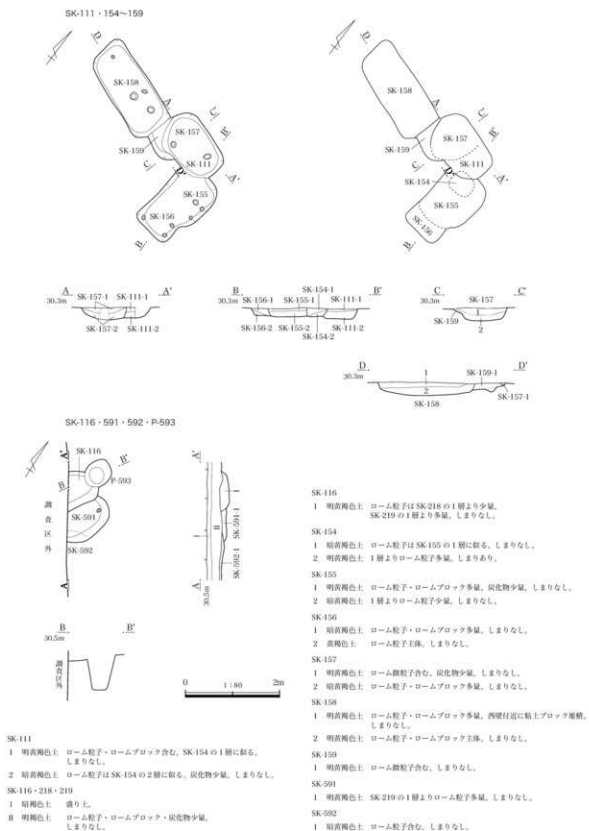 SK-111・154～159
D
SK-158
A
C'
SK-157
B'
SK-159
SK-111
C
D'
A'
SK-155
SK-156
B
D
SK-158
A
C'
SK-157
B'
SK-159
SK-111
C
D'
SK-154
A'
SK-155
SK-156
B
A
A'
30.3m
SK-157-1
SK-111-1
SK-157-2
SK-111-2
B
B'
30.3m
SK-156-1
SK-155-1
SK-154-1
SK-111-1
SK-156-2
SK-155-2
SK-154-2
SK-111-2
C
C'
30.3m
SK-157
SK-159
1
2
D
D'
30.3m
1
SK-159-1
2
SK-158
SK-157-1
SK-116・591・592・P-593
A'
SK-116
B'
B
P-593
調査区外
SK-591
SK-592
A
A'
I
II
1
SK-591-1
SK-592-1
A
30.5m
B
B'
30.5m
調査区外
0
1：80
2m
SK-111
1 明黄褐色土 ローム粒子・ロームブロック含む。SK-154の1層に似る。
しまりなし。
2 暗黄褐色土 ローム粒子はSK-154の2層に似る。炭化物少量。しまりなし。
SK-116・218・219
I 暗褐色土 盛り土。
II 明褐色土 ローム粒子・ロームブロック・炭化物少量。
しまりなし。
SK-116
1 明黄褐色土 ローム粒子はSK-218の1層より少量。
SK-219の1層より多量。しまりなし。
SK-154
1 暗褐色土 ローム粒子はSK-155の1層に似る。しまりなし。
2 明褐色土 1層よりローム粒子多量。しまりあり。
SK-155
1 明黄褐色土 ローム粒子・ロームブロック多量。炭化物少量。しまりなし。
2 暗黄褐色土 1層よりローム粒子少量。しまりなし。
SK-156
1 暗黄褐色土 ローム粒子・ロームブロック多量。しまりなし。
2 黄褐色土 ローム粒子主体。しまりなし。
SK-157
1 明黄褐色土 ローム微粒子含む。炭化物少量。しまりなし。
2 暗黄褐色土 ローム粒子・ロームブロック多量。しまりなし。
SK-158
1 明黄褐色土 ローム粒子・ロームブロック多量。西壁付近に粘土ブロック堆積。
しまりなし。
2 明黄褐色土 ローム粒子・ロームブロック主体。しまりなし。
SK-159
1 明黄褐色土 ローム微粒子含む。しまりなし。
SK-591
1 明黄褐色土 SK-219の1層よりローム粒子多量。しまりなし。
SK-592
1 暗褐色土 ローム粒子含む。しまりなし。